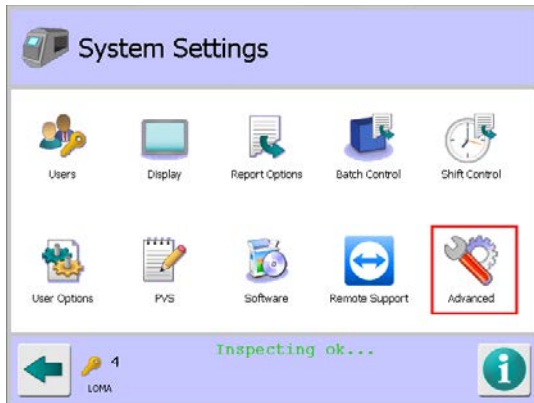 System Settings
Users Display Report Options Batch Control Shift Control
User Options PVS Software Remote Support Advanced
Inspecting ok...
4
LOMA